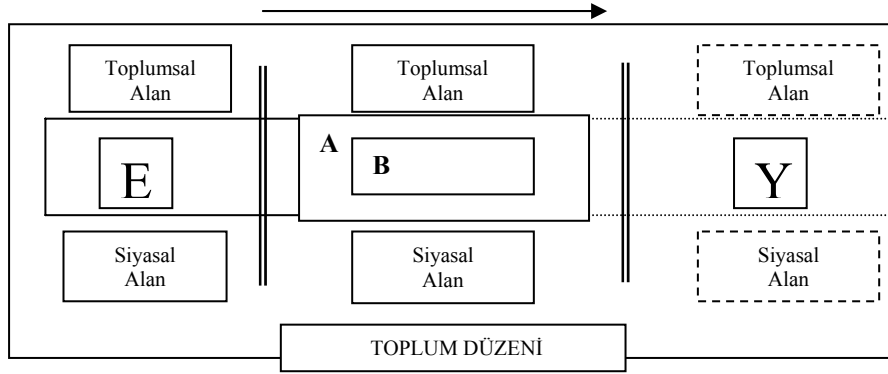 Toplumsal
Alan
Toplumsal
Alan
Toplumsal
Alan
A
B
E
Y
Siyasal
Alan
Siyasal
Alan
Siyasal
Alan
TOPLUM DÜZENİ